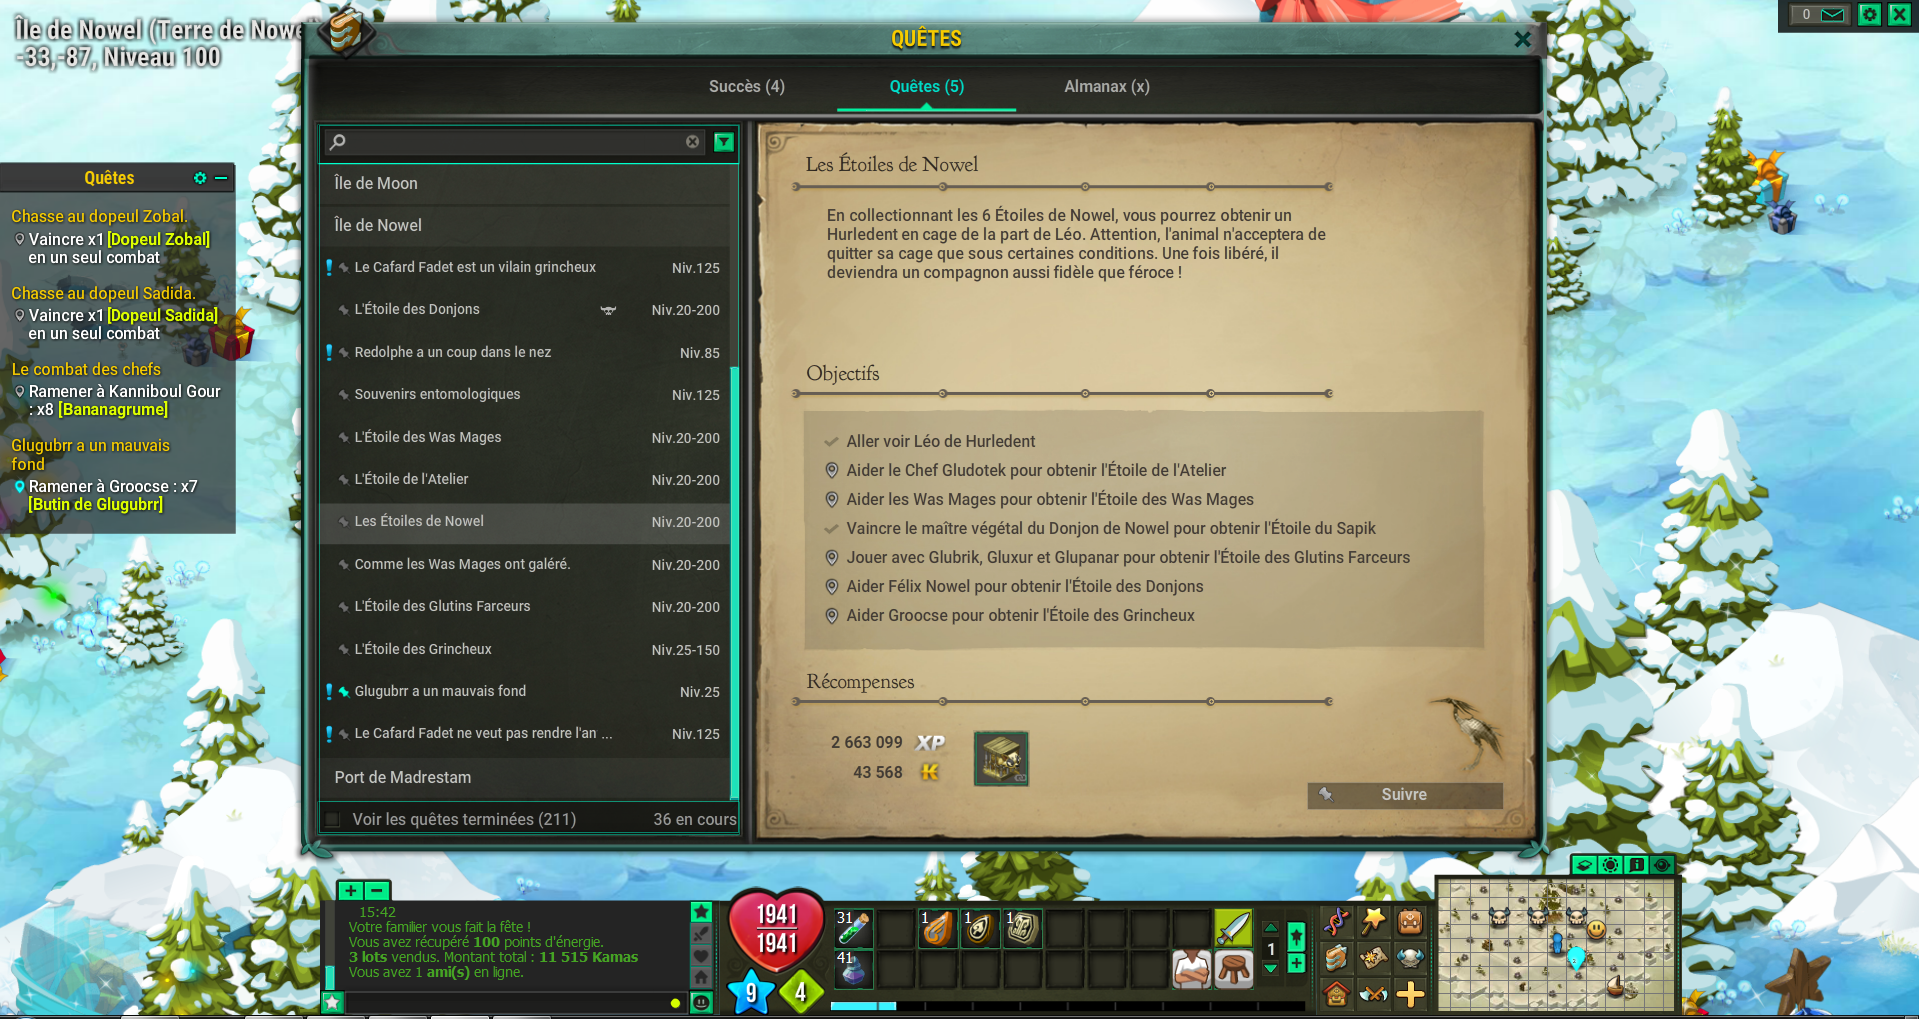 Île de Nowel (Terre de Nowe
-33,-87, Niveau 100
0
QUÊTES
Succès (4)
Quêtes (5)
Almanax (x)
Quêtes
Chasse au dopeul Zobal.
Vaincre x1 [Dopeul Zobal]
en un seul combat
Chasse au dopeul Sadida.
Vaincre x1 [Dopeul Sadida]
en un seul combat
Le combat des chefs
Ramener à Kanniboul Gour
: x8 [Bananagrume]
Glugubrr a un mauvais
fond
Ramener à Groocse : x7
[Butin de Glugubrr]
Île de Moon
Île de Nowel
Le Cafard Fadet est un vilain grincheux Niv.125
L'Étoile des Donjons Niv.20-200
Redolphe a un coup dans le nez Niv.85
Souvenirs entomologiques Niv.125
L'Étoile des Was Mages Niv.20-200
L'Étoile de l'Atelier Niv.20-200
Les Étoiles de Nowel Niv.20-200
Comme les Was Mages ont galéré. Niv.20-200
L'Étoile des Glutins Farceurs Niv.20-200
L'Étoile des Grincheux Niv.25-150
Glugubrr a un mauvais fond Niv.25
Le Cafard Fadet ne veut pas rendre l'an ... Niv.125
Port de Madrestam
Voir les quêtes terminées (211) 36 en cours
Les Étoiles de Nowel
En collectionnant les 6 Étoiles de Nowel, vous pourrez obtenir un
Hurledent en cage de la part de Léo. Attention, l'animal n'acceptera de
quitter sa cage que sous certaines conditions. Une fois libéré, il
deviendra un compagnon aussi fidèle que féroce !
Objectifs
Aller voir Léo de Hurledent
Aider le Chef Gludotek pour obtenir l'Étoile de l'Atelier
Aider les Was Mages pour obtenir l'Étoile des Was Mages
Vaincre le maître végétal du Donjon de Nowel pour obtenir l'Étoile du Sapik
Jouer avec Glubrik, Gluxur et Glupanar pour obtenir l'Étoile des Glutins Farceurs
Aider Félix Nowel pour obtenir l'Étoile des Donjons
Aider Groocse pour obtenir l'Étoile des Grincheux
Récompenses
2 663 099 XP
43 568 K
Suivre
15:42
Votre familier vous fait la fête !
Vous avez récupéré 100 points d'énergie.
3 lots vendus. Montant total : 11 515 Kamas
Vous avez 1 ami(s) en ligne.
1941
1941
9
4
31
1
1
1
41
1